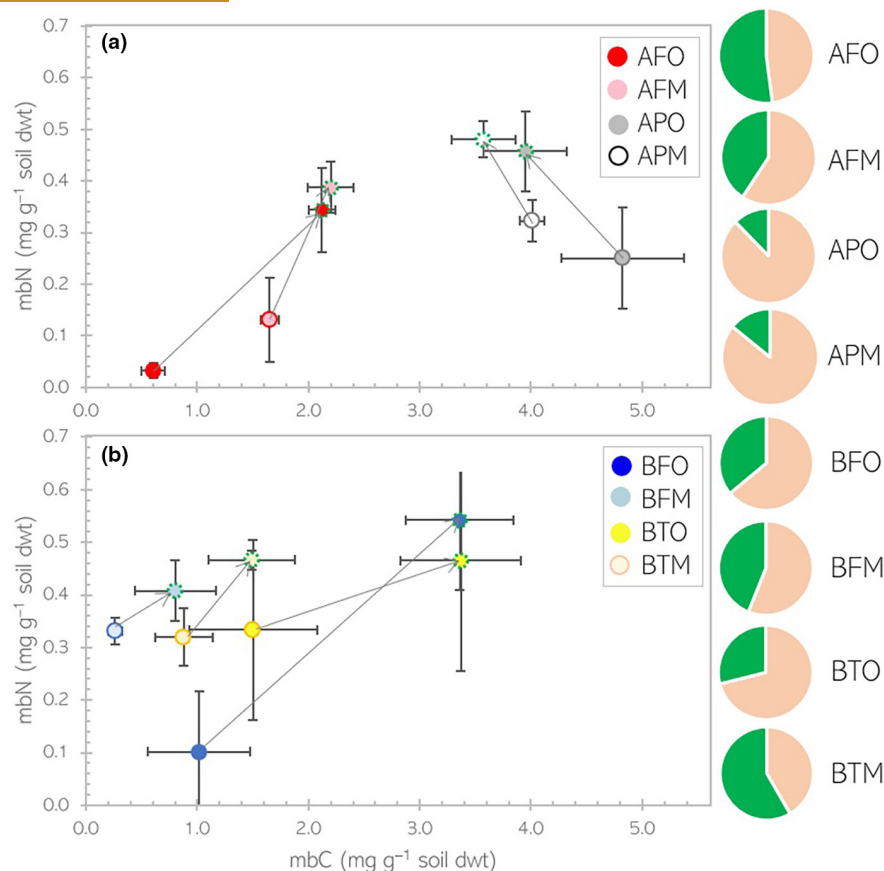 (a)
0.7
0.6
0.5
0.4
0.3
0.2
0.1
0.0
mbN (mg g⁻¹ soil dwt)
0.0 1.0 2.0 3.0 4.0 5.0
AFO
AFM
APO
APM
(b)
0.7
0.6
0.5
0.4
0.3
0.2
0.1
0.0
mbN (mg g⁻¹ soil dwt)
0.0 1.0 2.0 3.0 4.0 5.0
mbC (mg g⁻¹ soil dwt)
BFO
BFM
BTO
BTM
AFO
AFM
APO
APM
BFO
BFM
BTO
BTM